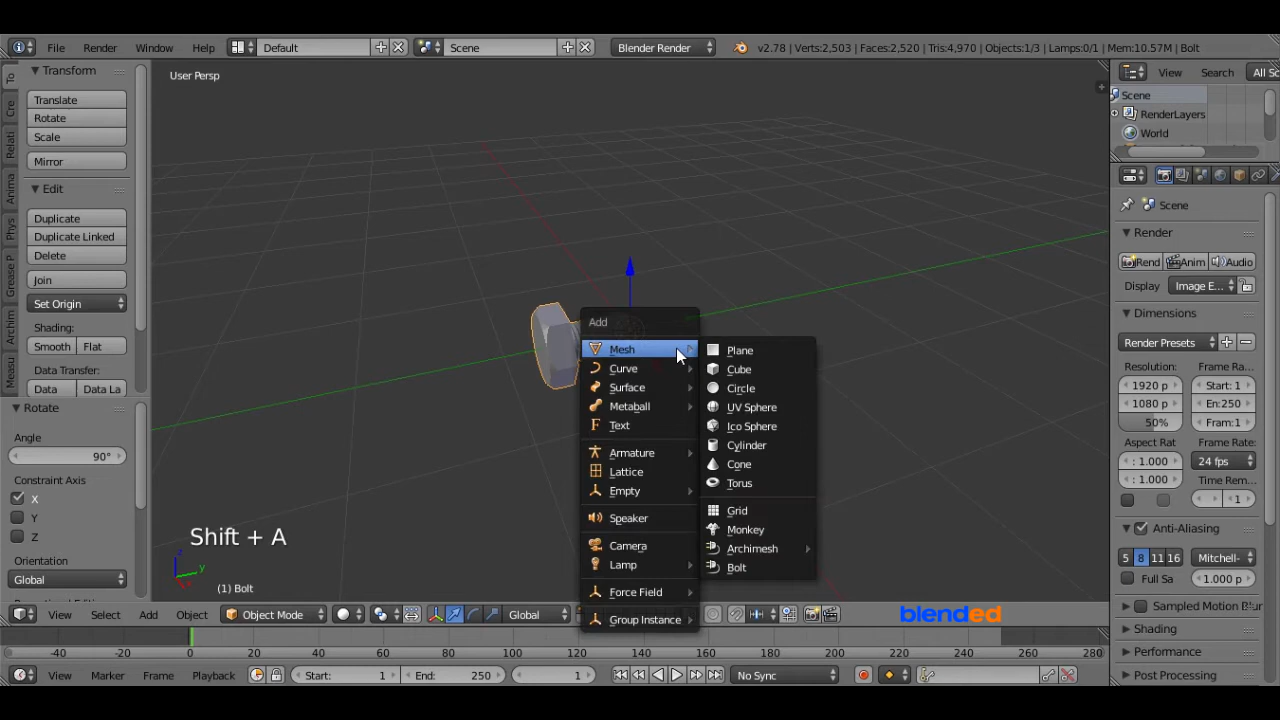 File Render Window Help Default Scene Blender Render v2.78 | Verts:2,503 | Faces:2,520 | Tris:4,970 | Objects:1/3 | Lamps:0/1 | Mem:10.57M | Bolt
To
Cre
Relati
Anima
Phys
Grease P
Archim
Measu
Transform
Translate
Rotate
Scale
Mirror
Edit
Duplicate
Duplicate Linked
Delete
Join
Set Origin
Shading:
Smooth Flat
Data Transfer:
Data Data La
Rotate
Angle
90°
Constraint Axis
X
Y
Z
Orientation
Global
User Persp
Add
Mesh
Curve
Surface
Metaball
Text
Armature
Lattice
Empty
Speaker
Camera
Lamp
Force Field
Group Instance
Plane
Cube
Circle
UV Sphere
Ico Sphere
Cylinder
Cone
Torus
Grid
Monkey
Archimesh
Bolt
Shift + A
z
y
(1) Bolt
View Search All Sc
Scene
RenderLayers
World
Scene
Render
Rend Anim Audio
Display Image E...
Dimensions
Render Presets
Resolution: Frame Ra...
1920 p Start: 1
1080 p En:250
50% Fram:1
Aspect Rat Frame Rate:
: 1.000 24 fps
: 1.000 Time Rem...
: 1
Anti-Aliasing
5 8 11 16 Mitchell-
Full Sa 1.000 p
Sampled Motion Blur
Shading
Performance
Post Processing
View Select Add Object Object Mode Global
blended
-40 -20 0 20 40 60 80 100 120 140 160 180 200 220 240 260 280
View Marker Frame Playback Start: 1 End: 250 1 No Sync